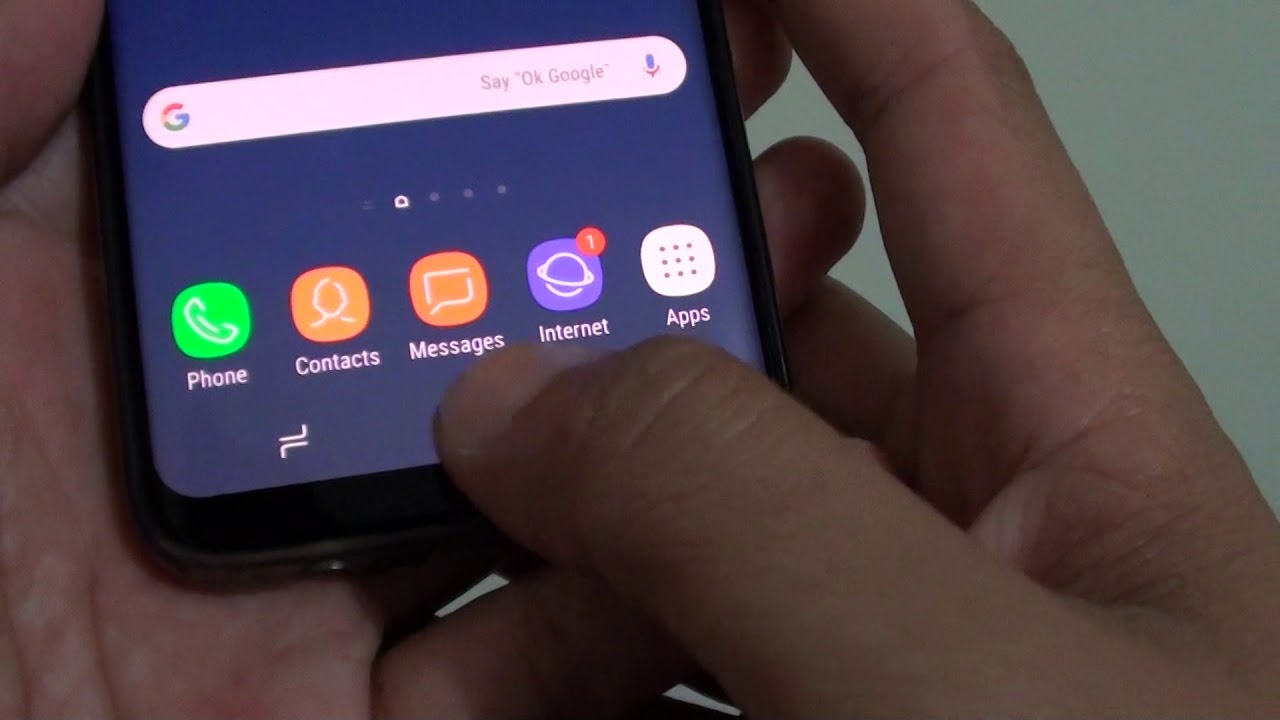 G
Say "Ok Google"
1
Phone
Contacts
Messages
Internet
Apps